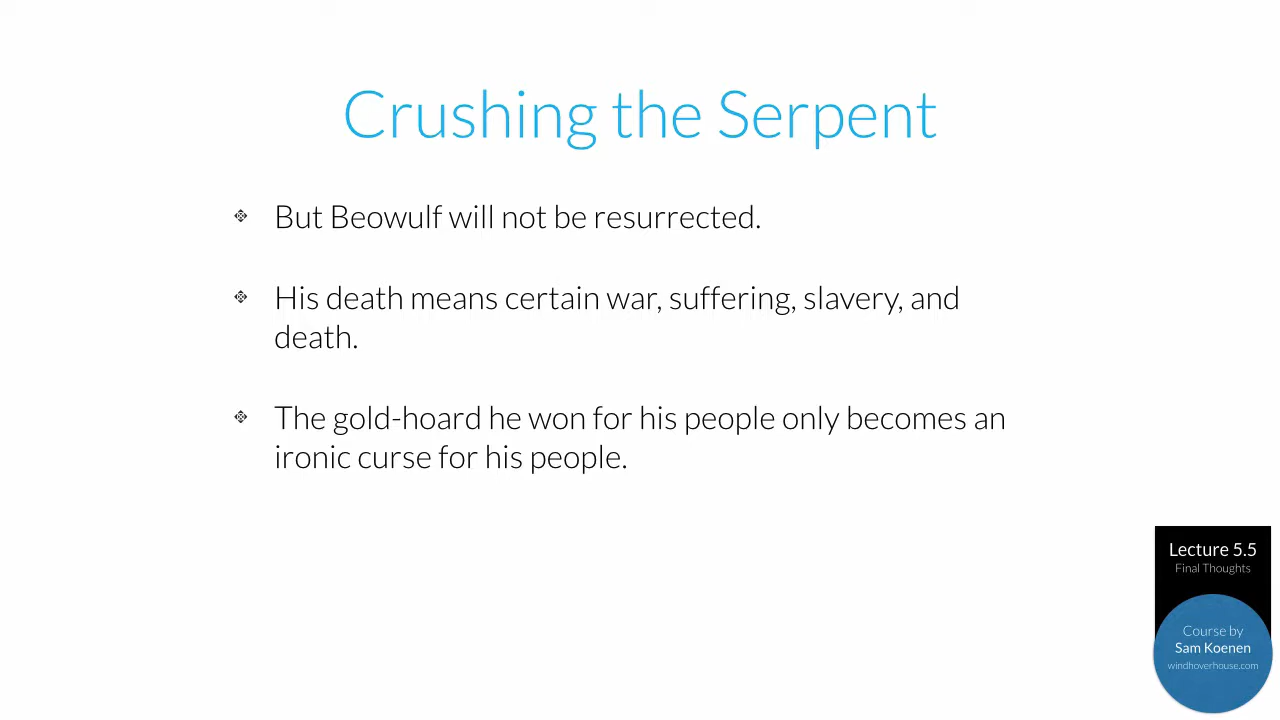 Crushing the Serpent
But Beowulf will not be resurrected.
His death means certain war, suffering, slavery, and
death.
The gold-hoard he won for his people only becomes an
ironic curse for his people.
Lecture 5.5
Final Thoughts
Course by
Sam Koenen
windhoverhouse.com